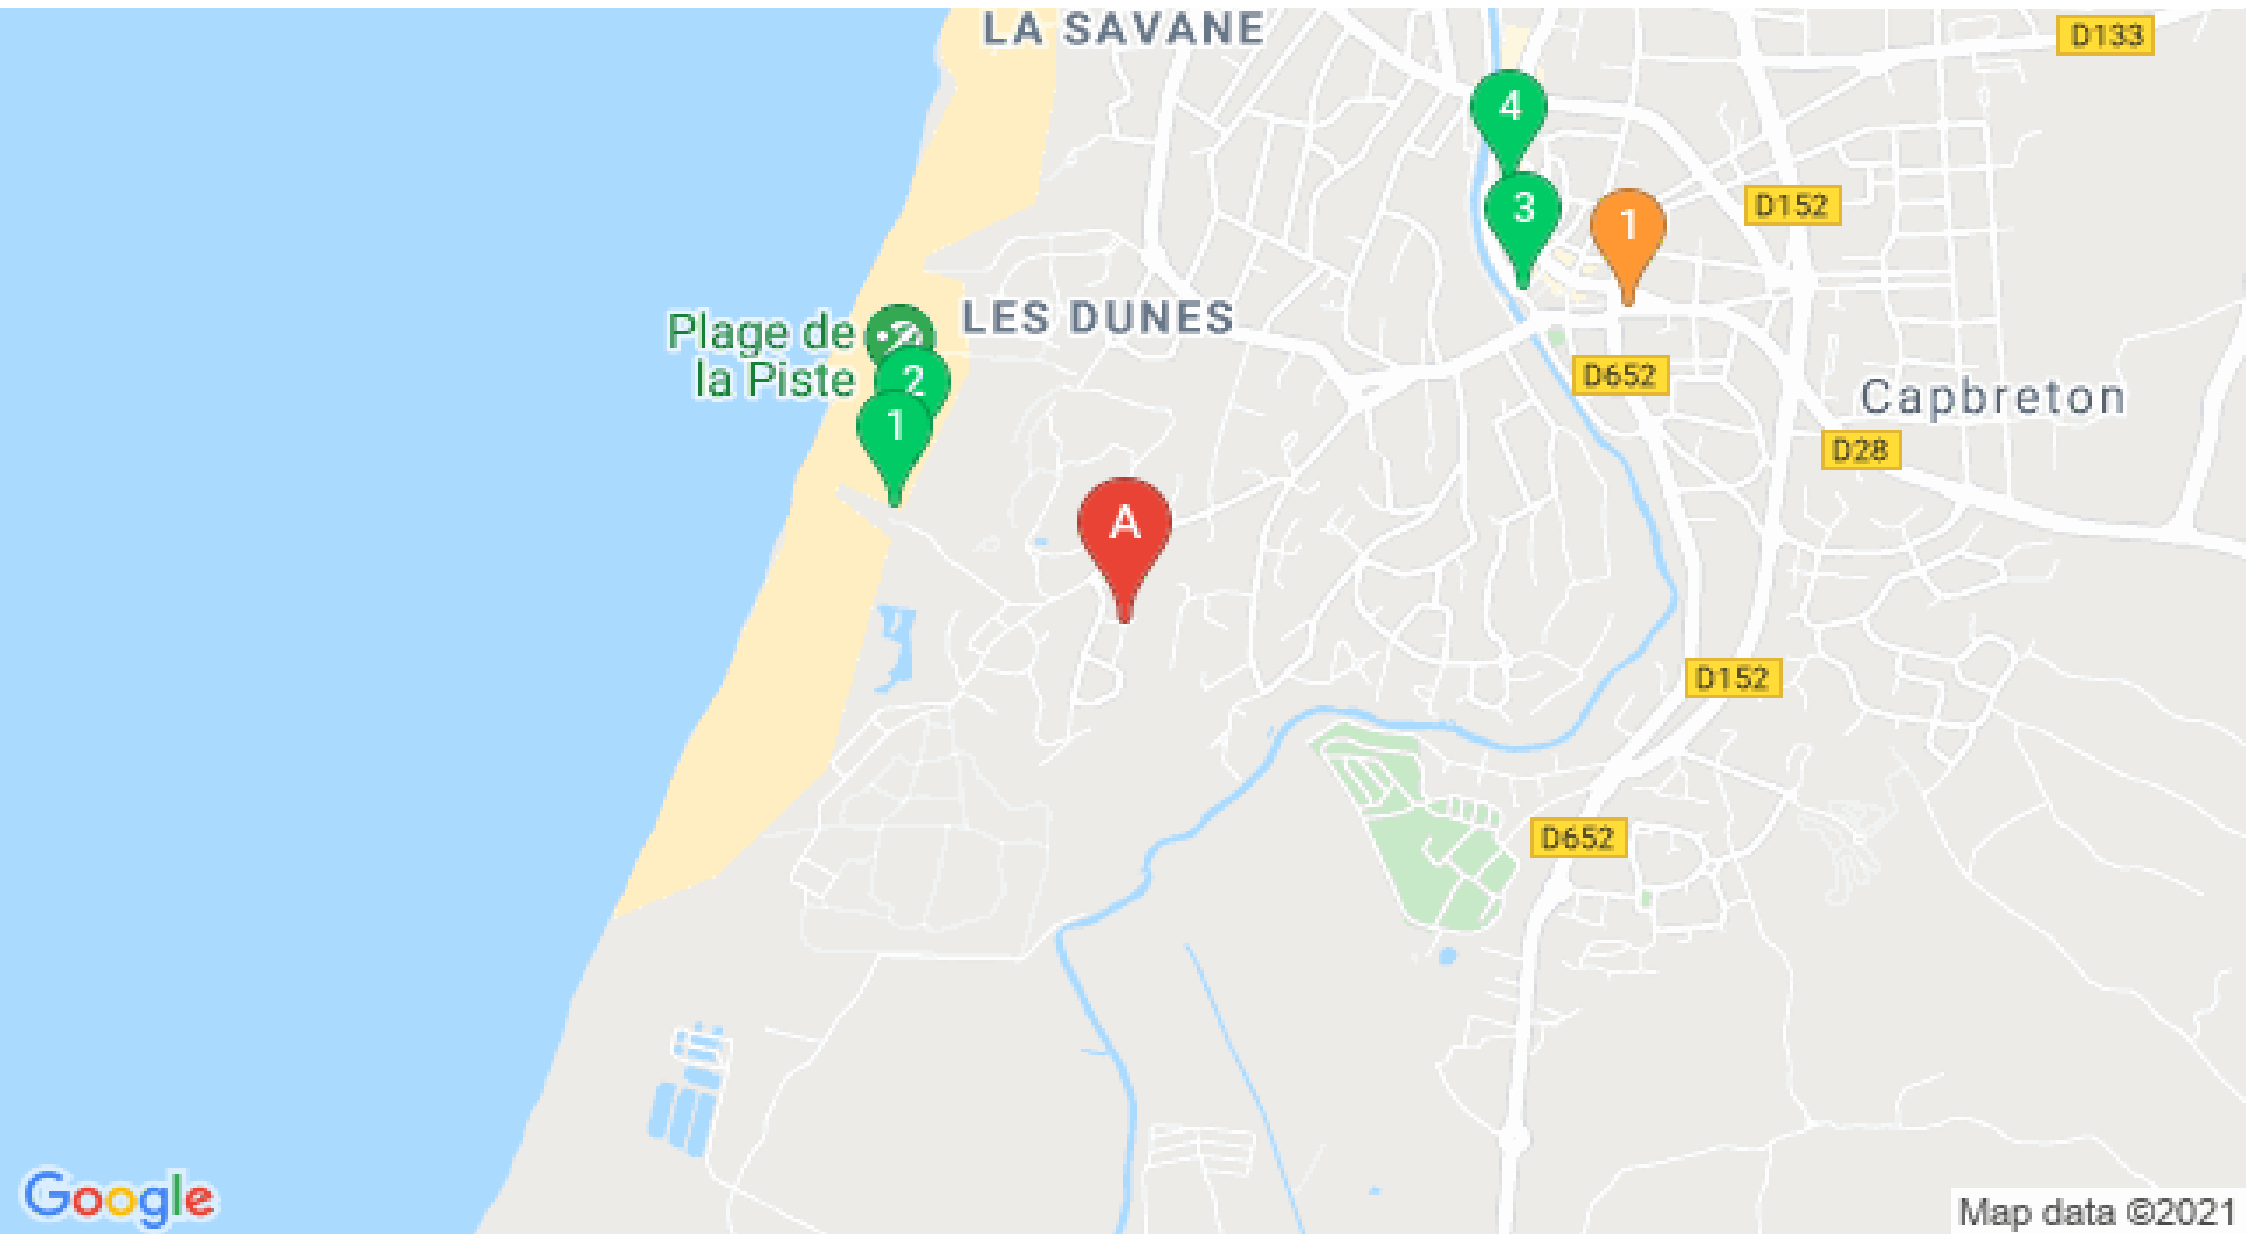 LA SAVANE
D133
4
3
1
D152
LES DUNES
Plage de
la Piste
2
1
D652
Capbreton
D28
A
D152
D652
Google
Map data ©2021